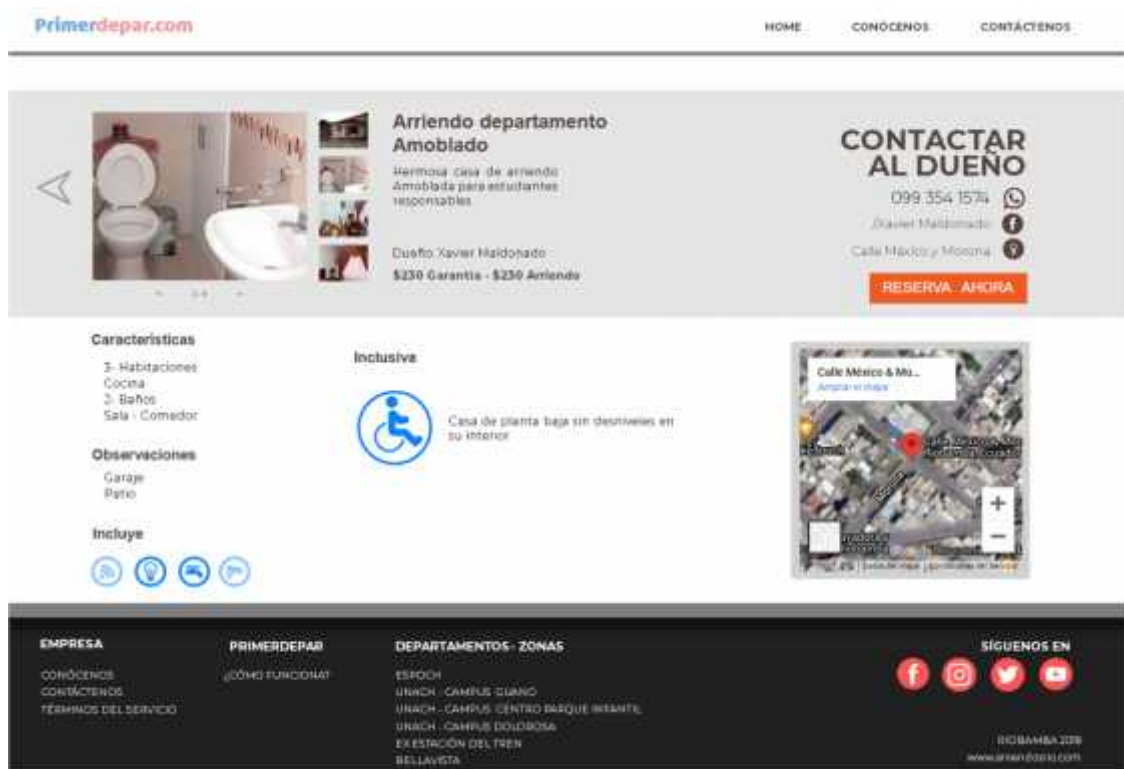 Primerdepar.com
HOME
CONÓCENOS
CONTÁCTENOS
Arriendo departamento
Amoblado
Hermosa casa de arriendo
Amoblada para estudiantes
responsables
Dueño Xavier Maldonado
$230 Garantía - $230 Arriendo
CONTACTAR
AL DUEÑO
099 354 1574
/Xavier Maldonado
Calle México y Morona
RESERVA AHORA
Características
3- Habitaciones
Cocina
2- Baños
Sala - Comedor
Observaciones
Garaje
Patio
Incluye
Inclusiva
Casa de planta baja sin desniveles en
su interior
Calle México & Mo...
Ampliar el mapa
Morona
EMPRESA
CONÓCENOS
CONTÁCTENOS
TÉRMINOS DEL SERVICIO
PRIMERDEPAR
¿CÓMO FUNCIONA?
DEPARTAMENTOS- ZONAS
ESPOCH
UNACH - CAMPUS GUANO
UNACH - CAMPUS CENTRO PARQUE INFANTIL
UNACH - CAMPUS DOLOROSA
EX ESTACIÓN DEL TREN
BELLAVISTA
SÍGUENOS EN
RIOBAMBA 2018